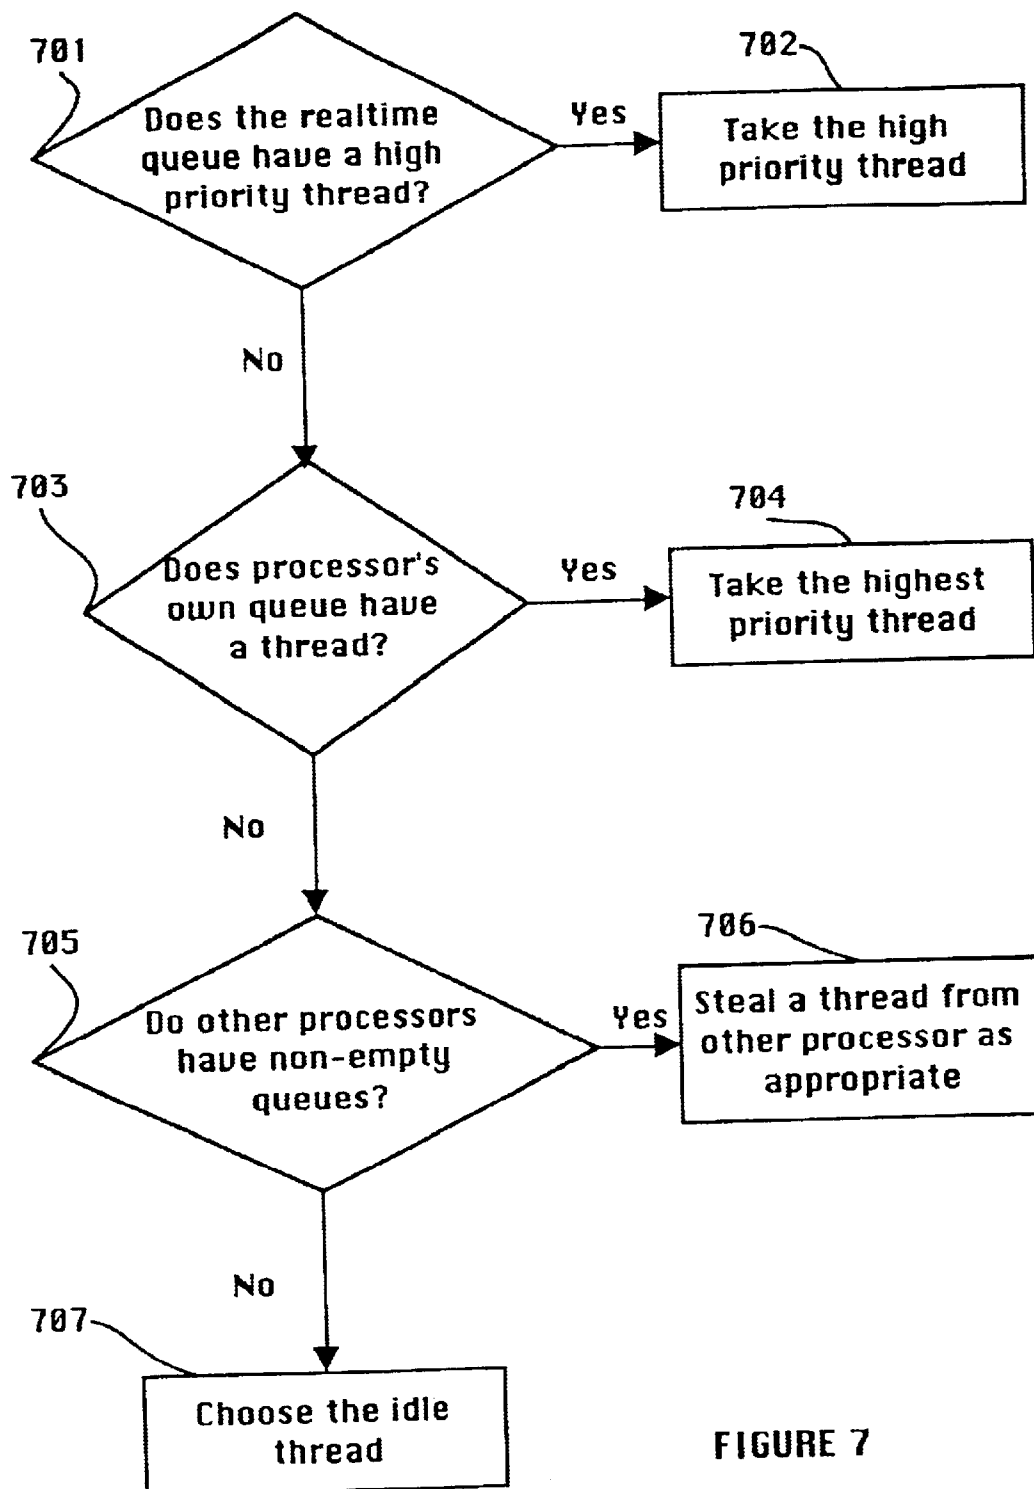 701
Does the realtime
queue have a high
priority thread?
Yes
702
Take the high
priority thread
No
703
Does processor's
own queue have
a thread?
Yes
704
Take the highest
priority thread
No
705
Do other processors
have non-empty
queues?
Yes
706
Steal a thread from
other processor as
appropriate
No
707
Choose the idle
thread
FIGURE 7